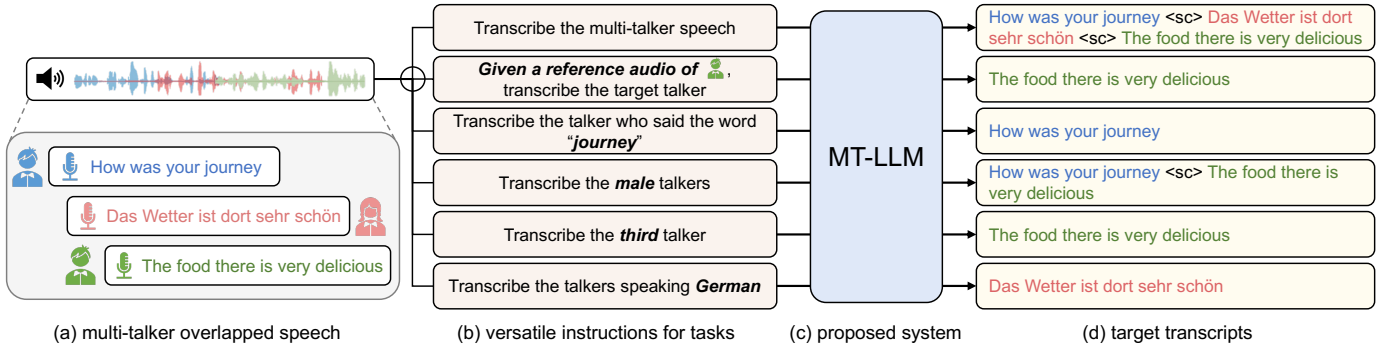 How was your journey
Das Wetter ist dort sehr schön
The food there is very delicious
(a) multi-talker overlapped speech
Transcribe the multi-talker speech
Given a reference audio of ,
transcribe the target talker
Transcribe the talker who said the word
“journey”
Transcribe the male talkers
Transcribe the third talker
Transcribe the talkers speaking German
(b) versatile instructions for tasks
MT-LLM
(c) proposed system
How was your journey <sc> Das Wetter ist dort
sehr schön <sc> The food there is very delicious
The food there is very delicious
How was your journey
How was your journey <sc> The food there is
very delicious
The food there is very delicious
Das Wetter ist dort sehr schön
(d) target transcripts